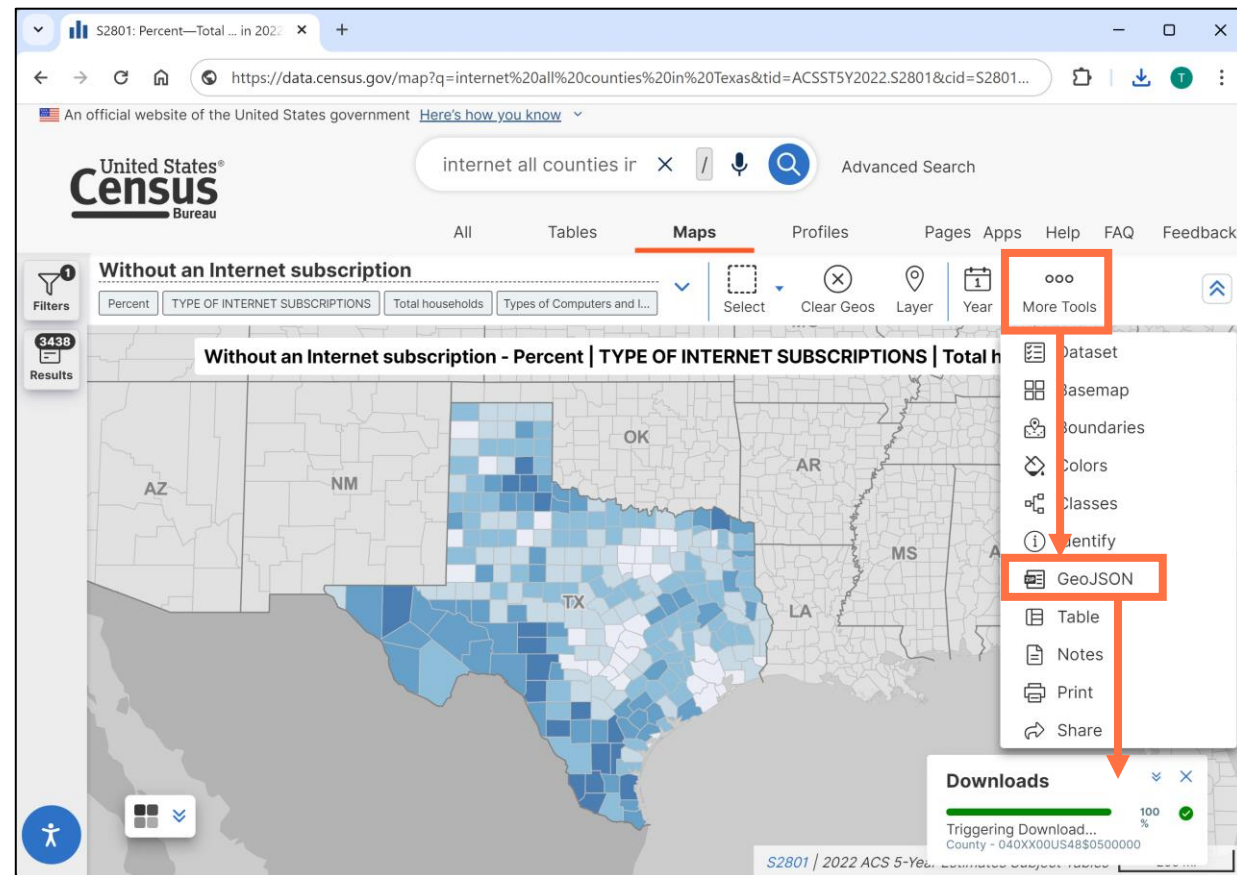 S2801: Percent—Total ... in 2022
https://data.census.gov/map?q=internet%20all%20counties%20in%20Texas&tid=ACSST5Y2022.S2801&cid=S2801...
T
An official website of the United States government Here's how you know
United States®
Census
Bureau
internet all counties in
/
Advanced Search
All Tables Maps Profiles Pages Apps Help FAQ Feedback
1
Filters
Without an Internet subscription
Percent TYPE OF INTERNET SUBSCRIPTIONS Total households Types of Computers and I...
Select Clear Geos Layer 1 Year More Tools
3438
Results
Without an Internet subscription - Percent | TYPE OF INTERNET SUBSCRIPTIONS | Total h
Dataset
Basemap
Boundaries
Colors
Classes
Identify
GeoJSON
Table
Notes
Print
Share
OK
AR
AZ
NM
MS
A
TX
LA
Downloads
100
%
Triggering Download...
County - 040XX00US48$0500000
S2801 | 2022 ACS 5-Year Estimates Subject Tables